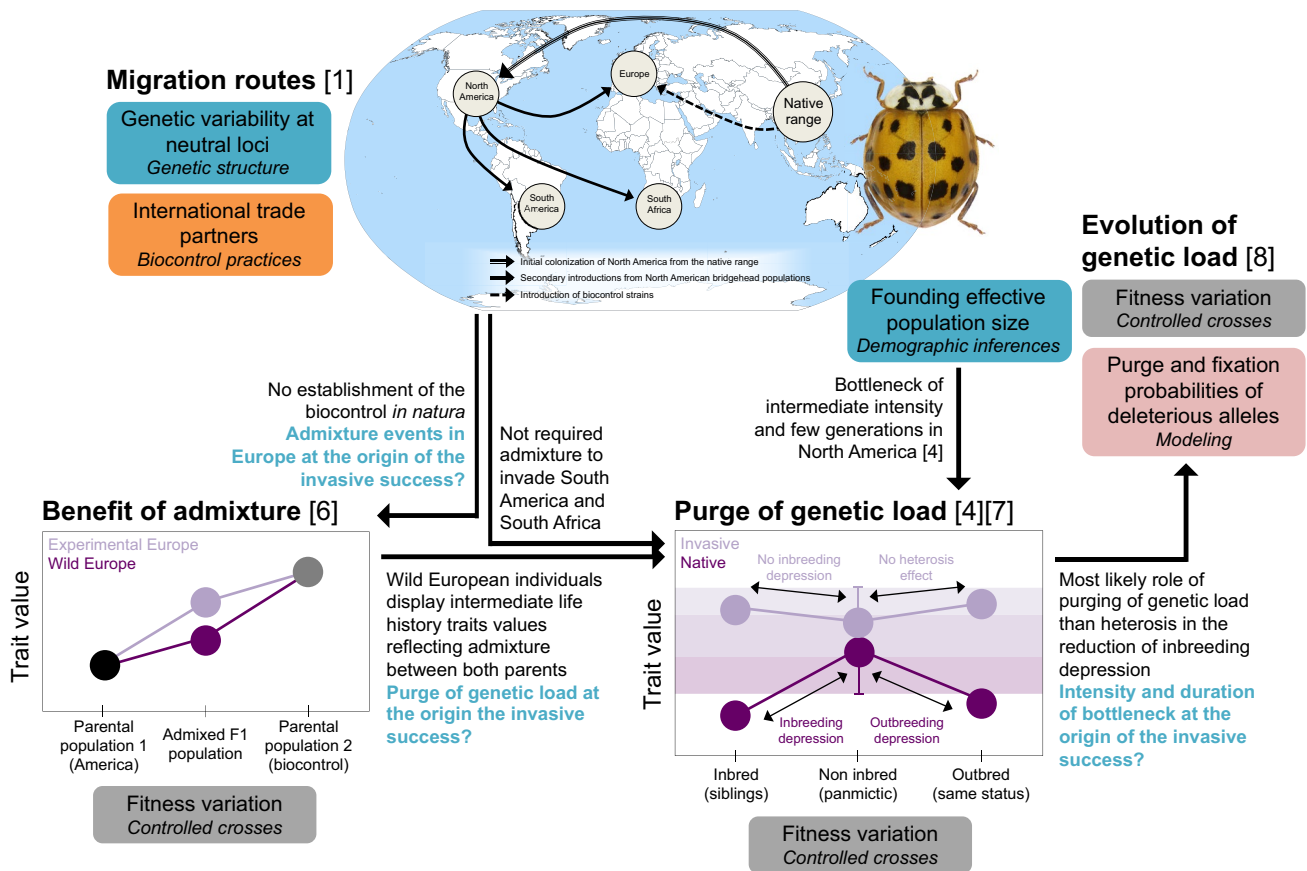 Migration routes [1]
Genetic variability at
neutral loci
Genetic structure
International trade
partners
Biocontrol practices
North
America
Europe
Native
range
South
America
South
Africa
Initial colonization of North America from the native range
Secondary introductions from North American bridgehead populations
Introduction of biocontrol strains
Evolution of
genetic load [8]
Fitness variation
Controlled crosses
Purge and fixation
probabilities of
deleterious alleles
Modeling
Founding effective
population size
Demographic inferences
Bottleneck of
intermediate intensity
and few generations in
North America [4]
No establishment of the
biocontrol in natura
Admixture events in
Europe at the origin of the
invasive success?
Not required
admixture to
invade South
America and
South Africa
Benefit of admixture [6]
Experimental Europe
Wild Europe
Trait value
Parental
population 1
(America)
Admixed F1
population
Parental
population 2
(biocontrol)
Fitness variation
Controlled crosses
Wild European individuals
display intermediate life
history traits values
reflecting admixture
between both parents
Purge of genetic load at
the origin the invasive
success?
Purge of genetic load [4][7]
Invasive
Native
No inbreeding
depression
No heterosis
effect
Trait value
Inbreeding
depression
Outbreeding
depression
Inbred
(siblings)
Non inbred
(panmictic)
Outbred
(same status)
Fitness variation
Controlled crosses
Most likely role of
purging of genetic load
than heterosis in the
reduction of inbreeding
depression
Intensity and duration
of bottleneck at the
origin of the invasive
success?